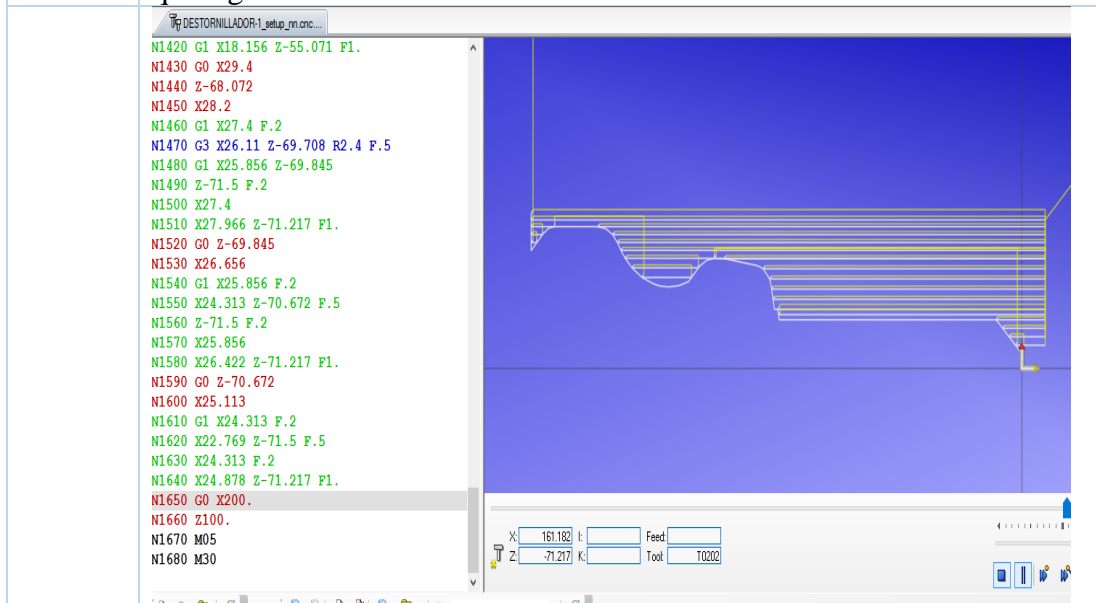 DESTORNILLADOR-1_setup_nn.cnc....
N1420 G1 X18.156 Z-55.071 F1.
N1430 G0 X29.4
N1440 Z-68.072
N1450 X28.2
N1460 G1 X27.4 F.2
N1470 G3 X26.11 Z-69.708 R2.4 F.5
N1480 G1 X25.856 Z-69.845
N1490 Z-71.5 F.2
N1500 X27.4
N1510 X27.966 Z-71.217 F1.
N1520 G0 Z-69.845
N1530 X26.656
N1540 G1 X25.856 F.2
N1550 X24.313 Z-70.672 F.5
N1560 Z-71.5 F.2
N1570 X25.856
N1580 X26.422 Z-71.217 F1.
N1590 G0 Z-70.672
N1600 X25.113
N1610 G1 X24.313 F.2
N1620 X22.769 Z-71.5 F.5
N1630 X24.313 F.2
N1640 X24.878 Z-71.217 F1.
N1650 G0 X200.
N1660 Z100.
N1670 M05
N1680 M30
X: 161.182 I: Feed:
Z: -71.217 K: Tool: T0202